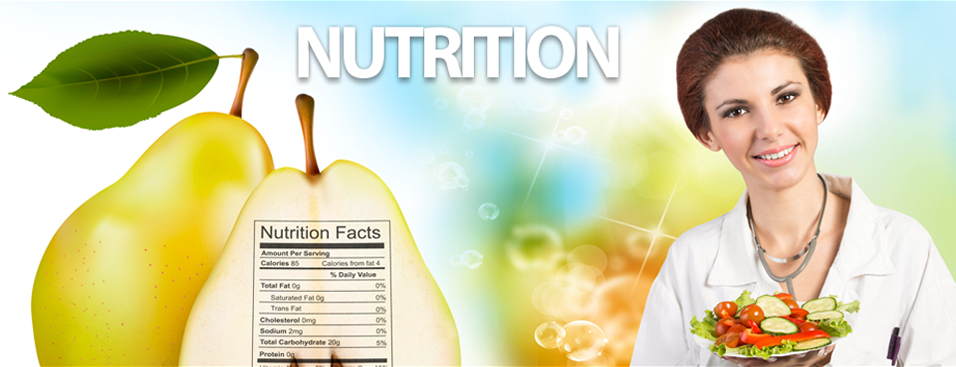 NUTRITION
Nutrition Facts
Amount Per Serving
Calories 85 Calories from fat 4
% Daily Value
Total Fat 0g 0%
Saturated Fat 0g 0%
Trans Fat 0%
Cholesterol 0mg 0%
Sodium 2mg 0%
Total Carbohydrate 20g 5%
Protein 0g